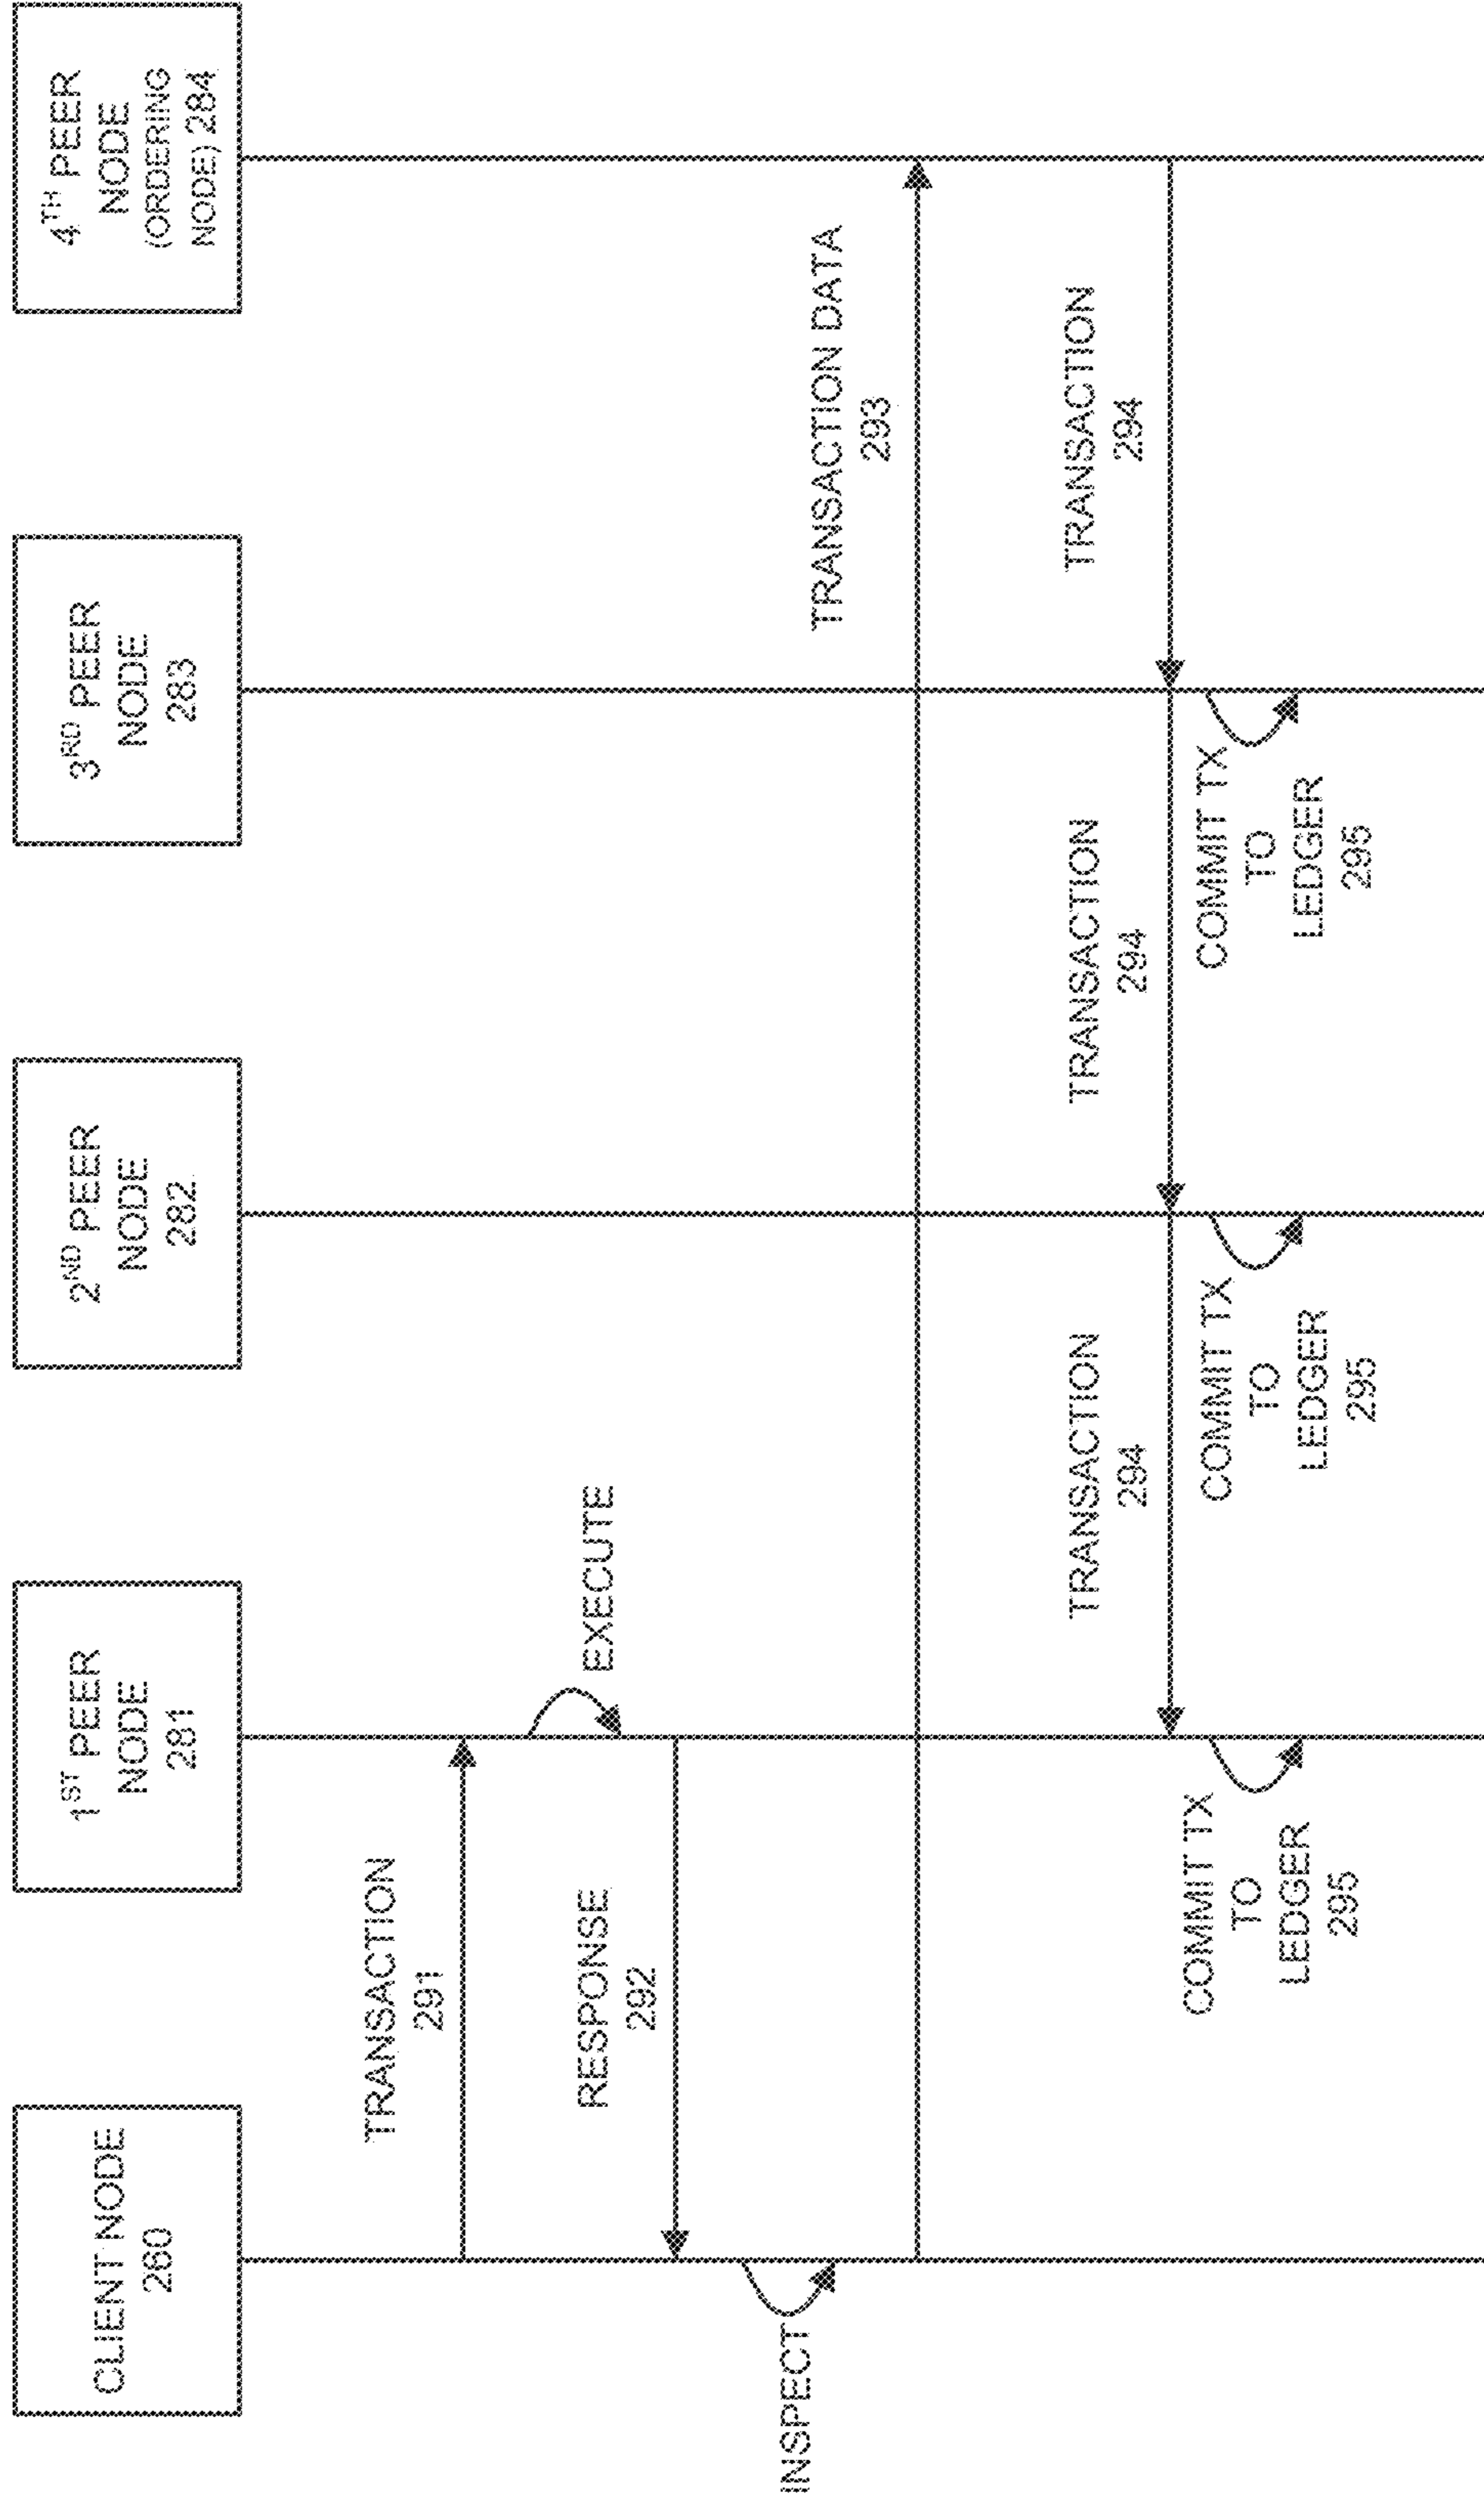 CLIENT NODE
260
1ST PEER
NODE
281
2ND PEER
NODE
282
3RD PEER
NODE
283
4TH PEER
NODE
(ORDERING
NODE) 284
TRANSACTION
291
EXECUTE
RESPONSE
292
INSPECT
TRANSACTION DATA
293
TRANSACTION
294
TRANSACTION
294
TRANSACTION
294
COMMIT TX
TO
LEDGER
295
COMMIT TX
TO
LEDGER
295
COMMIT TX
TO
LEDGER
295